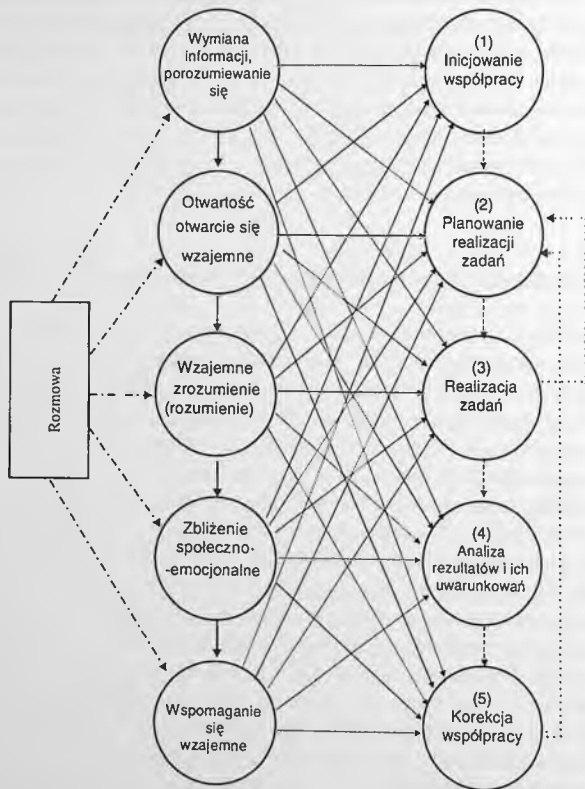 Wymiana
informacji,
porozumiewanie
się
(1)
Inicjowanie
współpracy
Otwartość
otwarcie się
wzajemne
(2)
Planowanie
realizacji
zadań
Rozmowa
Wzajemne
zrozumienie
(rozumienie)
(3)
Realizacja
zadań
Zbliżenie
społeczno-
-emocjonalne
(4)
Analiza
rezultatów i ich
uwarunkowań
Wspomaganie
się
wzajemne
(5)
Korekcja
współpracy